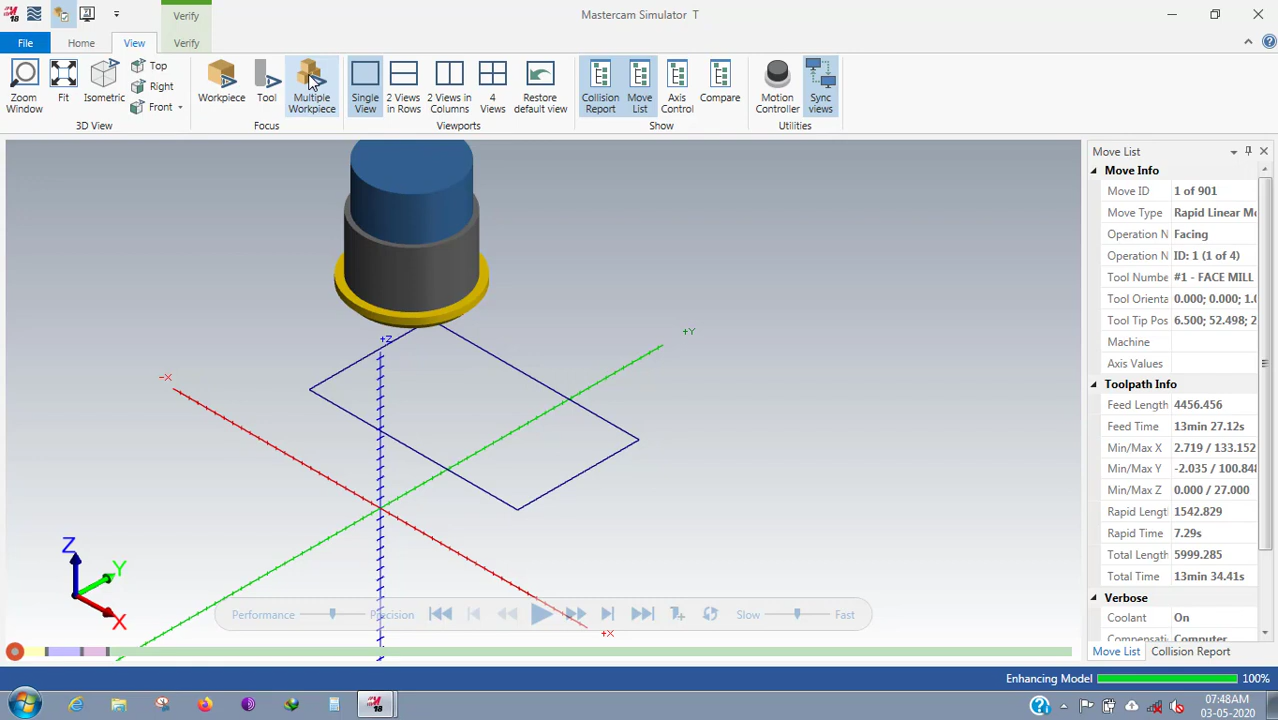 Verify
Mastercam Simulator T
File
Home
View
Verify
Zoom Window
Fit
Isometric
Top
Right
Front
3D View
Workpiece
Tool
Multiple Workpiece
Focus
Single View
2 Views in Rows
2 Views in Columns
4 Views
Restore default view
Viewports
Collision Report
Move List
Axis Control
Compare
Show
Motion Controller
Sync views
Utilities
+Y
+Z
-X
+X
Z
Y
X
Performance
Precision
Slow
Fast
Move List
Move Info
Move ID 1 of 901
Move Type Rapid Linear Mo
Operation N Facing
Operation N ID: 1 (1 of 4)
Tool Number #1 - FACE MILL
Tool Orienta 0.000; 0.000; 1.0
Tool Tip Pos 6.500; 52.498; 2
Machine
Axis Values
Toolpath Info
Feed Length 4456.456
Feed Time 13min 27.12s
Min/Max X 2.719 / 133.152
Min/Max Y -2.035 / 100.848
Min/Max Z 0.000 / 27.000
Rapid Length 1542.829
Rapid Time 7.29s
Total Length 5999.285
Total Time 13min 34.41s
Verbose
Coolant On
Compensati Computer
Move List
Collision Report
Enhancing Model
100%
07:48AM
03-05-2020